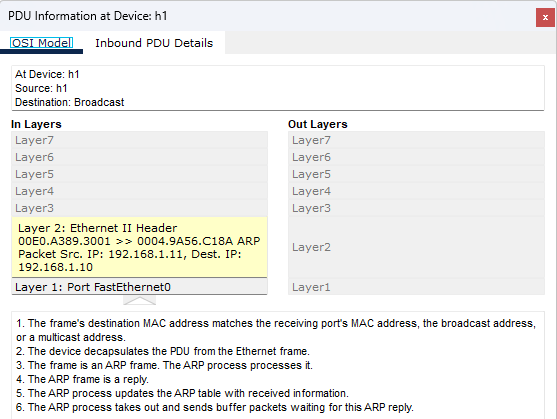 PDU Information at Device: h1
x
OSI Model
Inbound PDU Details
At Device: h1
Source: h1
Destination: Broadcast
In Layers
Layer7
Layer6
Layer5
Layer4
Layer3
Layer 2: Ethernet II Header
00E0.A389.3001 >> 0004.9A56.C18A ARP
Packet Src. IP: 192.168.1.11, Dest. IP:
192.168.1.10
Layer 1: Port FastEthernet0
Out Layers
Layer7
Layer6
Layer5
Layer4
Layer3
Layer2
Layer1
1. The frame's destination MAC address matches the receiving port's MAC address, the broadcast address,
or a multicast address.
2. The device decapsulates the PDU from the Ethernet frame.
3. The frame is an ARP frame. The ARP process processes it.
4. The ARP frame is a reply.
5. The ARP process updates the ARP table with received information.
6. The ARP process takes out and sends buffer packets waiting for this ARP reply.